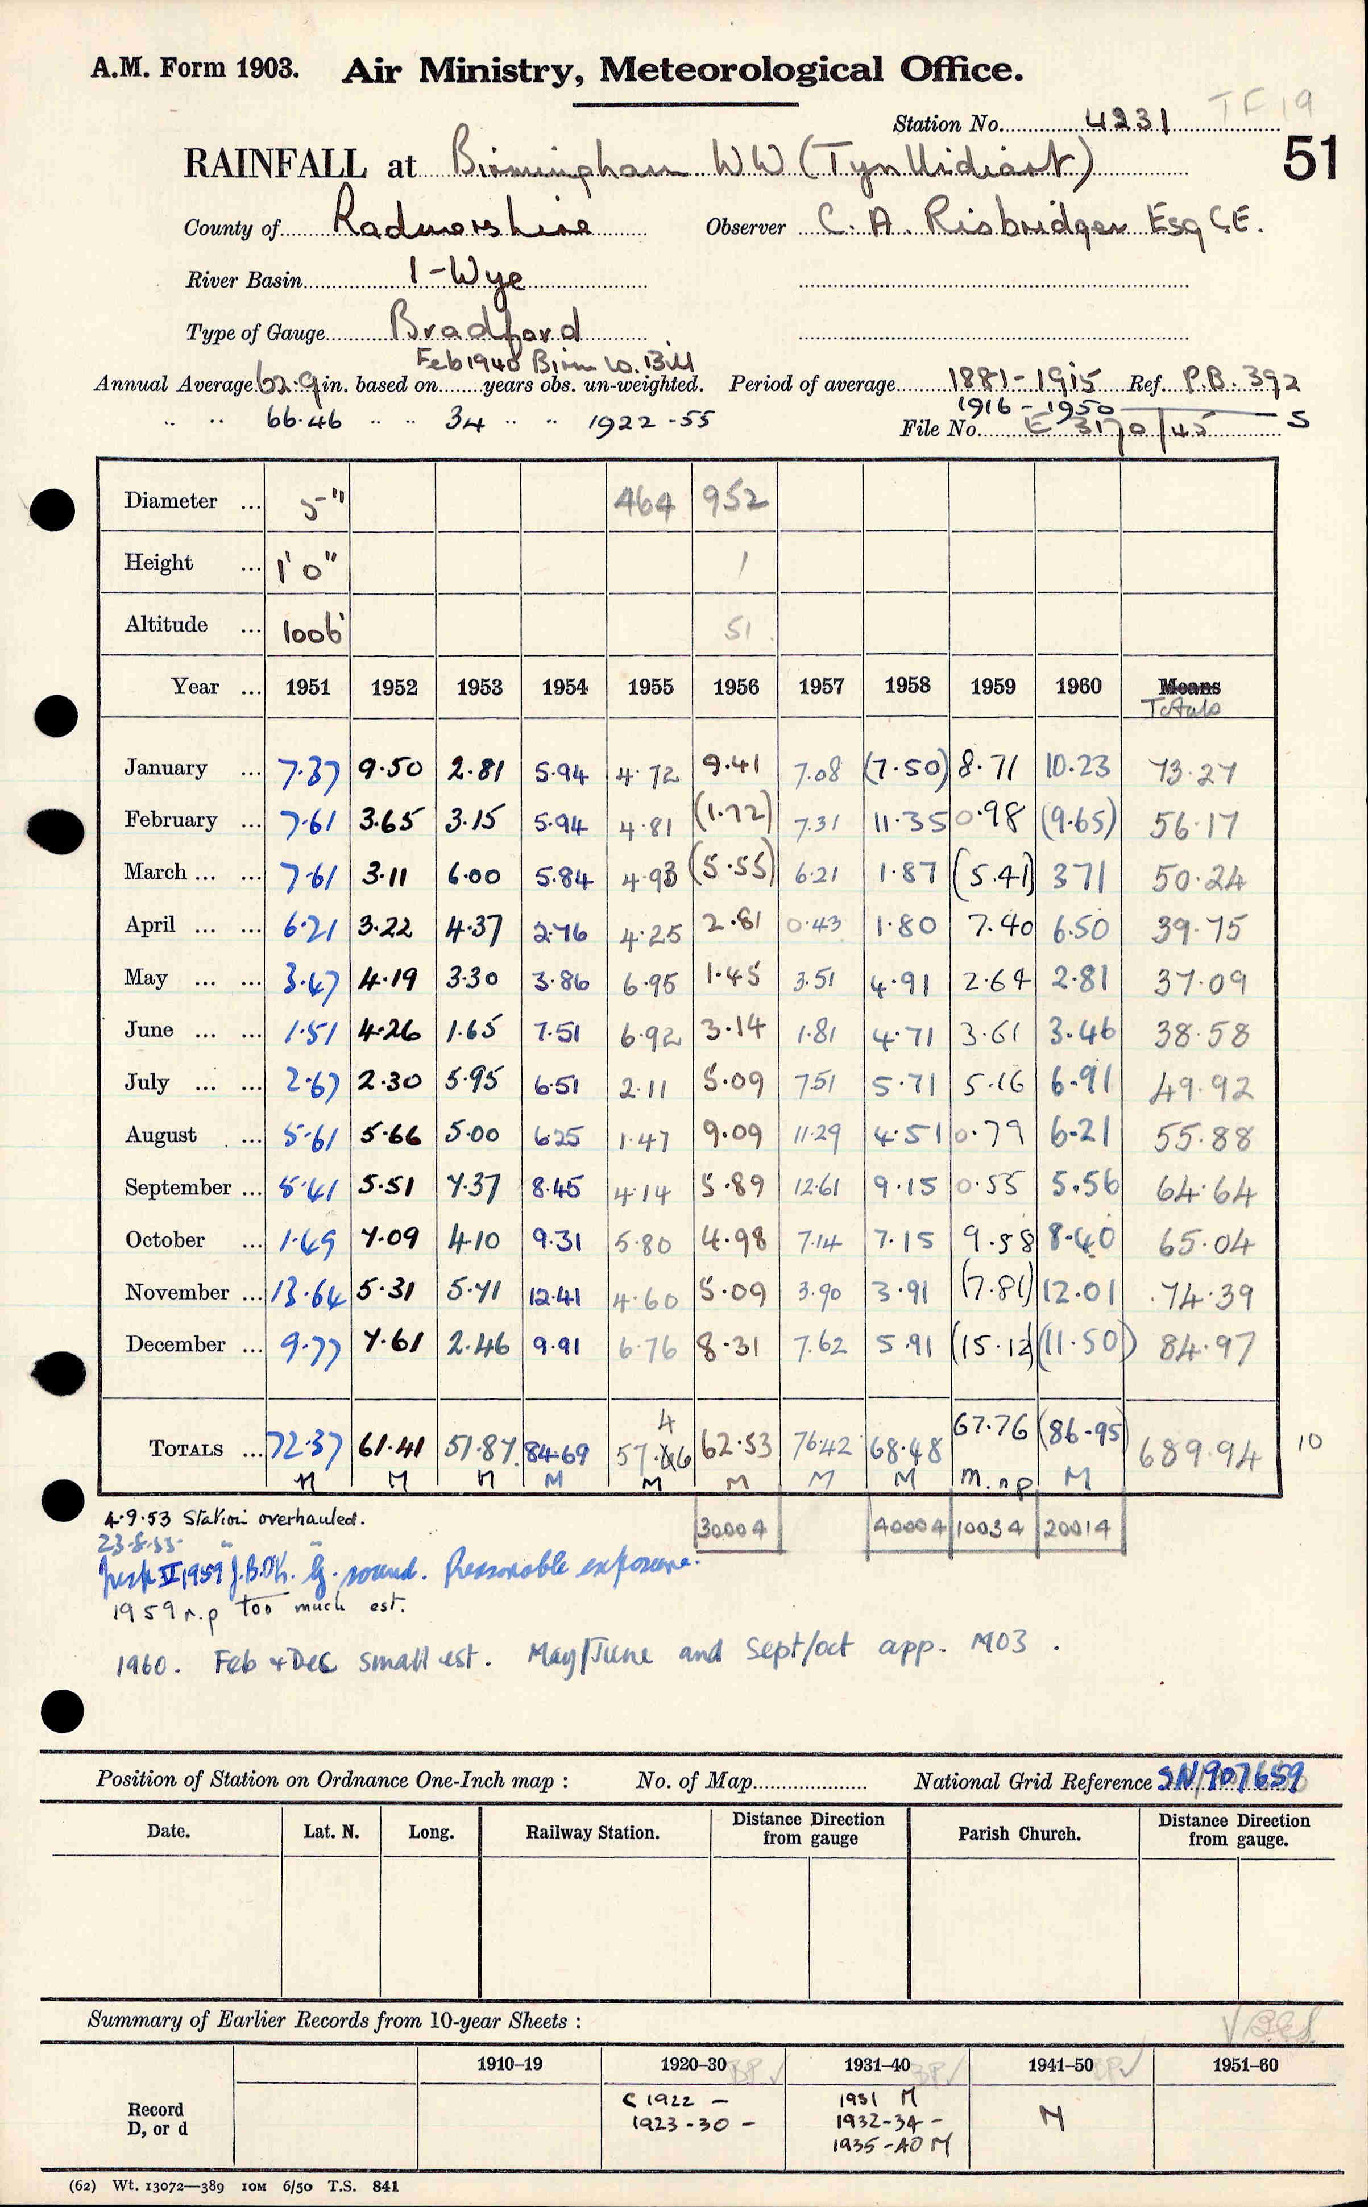 A.M. Form 1903. Air Ministry, Meteorological Office.
TF 19
Station No. 4231
51
RAINFALL at Birmingham WW (Tynllidiart)
County of Radnorshire Observer C. A. Risbridger Esq C.E.
River Basin 1-Wye
Type of Gauge Bradford
Feb 1940 Birm W. Bill
Annual Average 62.9 in. based on years obs. un-weighted. Period of average 1881-1915 Ref. P.B. 392
1916-1950 S
" " 66.46 " " 34 " " 1922-55 File No. E 3170/45
Diameter ... 5" 464 952
Height ... 1'0" 1
Altitude ... 1006' 51
Year ... 1951 1952 1953 1954 1955 1956 1957 1958 1959 1960 Means
Totals
January ... 7.37 9.50 2.81 5.94 4.72 9.41 7.08 (7.50) 8.71 10.23 73.27
February ... 7.61 3.65 3.15 5.94 4.81 (1.72) 7.31 11.35 0.98 (9.65) 56.17
March ... ... 7.61 3.11 6.00 5.84 4.93 (5.55) 6.21 1.87 (5.41) 3 71 50.24
April ... ... 6.21 3.22 4.37 2.76 4.25 2.81 0.43 1.80 7.40 6.50 39.75
May ... ... 3.47 4.19 3.30 3.86 6.95 1.45 3.51 4.91 2.64 2.81 37.09
June ... ... 1.51 4.26 1.65 7.51 6.92 3.14 1.81 4.71 3.61 3.46 38.58
July ... ... 2.67 2.30 5.95 6.51 2.11 5.09 7.51 5.71 5.16 6.91 49.92
August ... 5.61 5.66 5.00 6.25 1.47 9.09 11.29 4.51 0.79 6.21 55.88
September ... 5.41 5.51 7.37 8.45 4.14 5.89 12.61 9.15 0.55 5.56 64.64
October ... 1.49 7.09 4.10 9.31 5.80 4.98 7.14 7.15 9.58 8.40 65.04
November ... 13.64 5.31 5.71 12.41 4.60 5.09 3.90 3.91 (7.81) 12.01 74.39
December ... 9.77 7.61 2.46 9.91 6.76 8.31 7.62 5.91 (15.12) (11.50) 84.97
TOTALS ... 72.37 61.41 51.87 84.69 57.46 62.53 76.42 68.48 67.76 (86.95) 689.94 10
M M M M M M M M m.n.p M
30004 40004 10034 20014
4.9.53 Station overhauled.
23.8.55 " "
Insp V 1959 J.B. OK. G. sound. Reasonable exposure.
1959 n.p too much est.
1960. Feb + Dec small est. May/June and Sept/Oct app. M03.
Position of Station on Ordnance One-Inch map : No. of Map National Grid Reference SN/907659
Date. Lat. N. Long. Railway Station. Distance Direction from gauge Parish Church. Distance Direction from gauge.
Summary of Earlier Records from 10-year Sheets :
1910-19 1920-30 1931-40 1941-50 1951-60
Record D, or d
C 1922 - 1931 M M
1923-30 - 1932-34 -
1935-40 M
(62) Wt. 13072—389 10M 6/50 T.S. 841